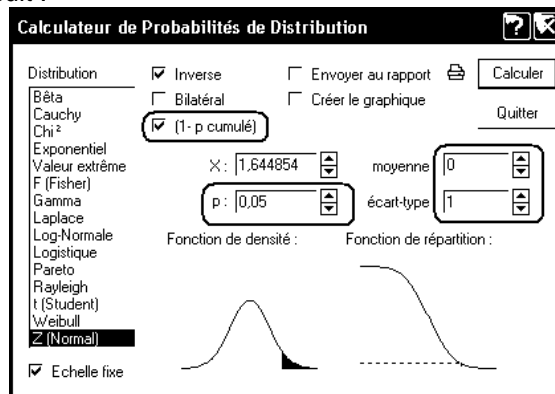 Calculateur de Probabilités de Distribution
Distribution
Bêta
Cauchy
Chi²
Exponentiel
Valeur extrême
F (Fisher)
Gamma
Laplace
Log-Normale
Logistique
Pareto
Rayleigh
t (Student)
Weibull
Z (Normal)
Echelle fixe
Inverse
Envoyer au rapport
Calculer
Bilatéral
Créer le graphique
Quitter
(1- p cumulé)
X : 1,644854
moyenne 0
p : 0,05
écart-type 1
Fonction de densité :
Fonction de répartition :